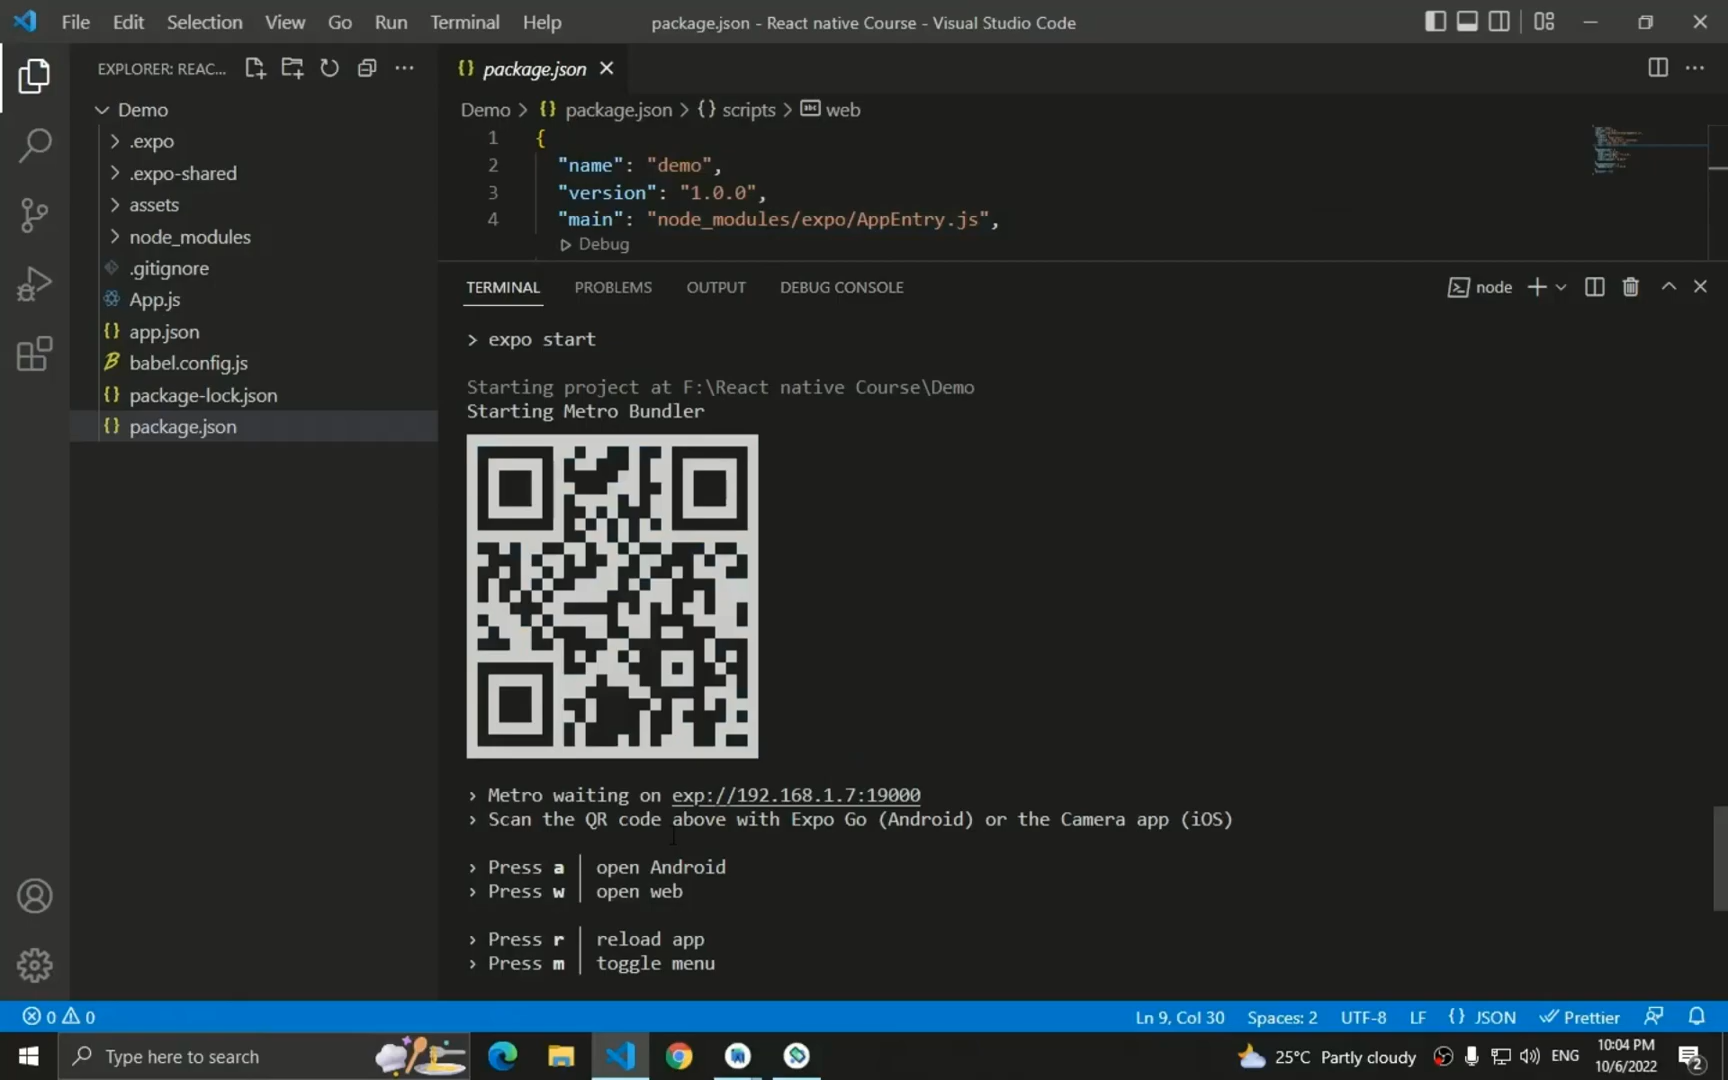 File Edit Selection View Go Run Terminal Help package.json - React native Course - Visual Studio Code
EXPLORER: REAC...
Demo
.expo
.expo-shared
assets
node_modules
.gitignore
App.js
app.json
babel.config.js
package-lock.json
package.json
package.json
Demo > {} package.json > {} scripts > abc web
1 {
2 "name": "demo",
3 "version": "1.0.0",
4 "main": "node_modules/expo/AppEntry.js",
Debug
TERMINAL PROBLEMS OUTPUT DEBUG CONSOLE node
> expo start
Starting project at F:\React native Course\Demo
Starting Metro Bundler
› Metro waiting on exp://192.168.1.7:19000
› Scan the QR code above with Expo Go (Android) or the Camera app (iOS)
› Press a │ open Android
› Press w │ open web
› Press r │ reload app
› Press m │ toggle menu
0 0 Ln 9, Col 30 Spaces: 2 UTF-8 LF {} JSON Prettier
Type here to search 25°C Partly cloudy ENG 10:04 PM
10/6/2022 2